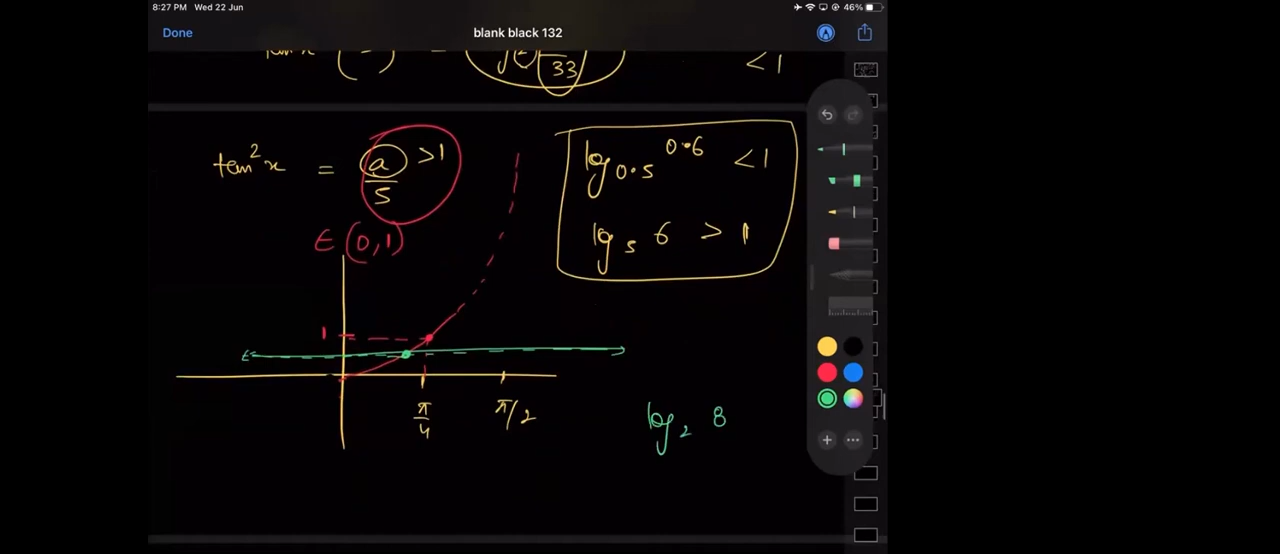 8:27 PM Wed 22 Jun
46%
Done
blank black 132
33
< 1
tan²x = a/5 > 1
∈ (0,1)
log₀.₅ 0.6 < 1
log₅ 6 > 1
1
π/4
π/2
log₂ 8